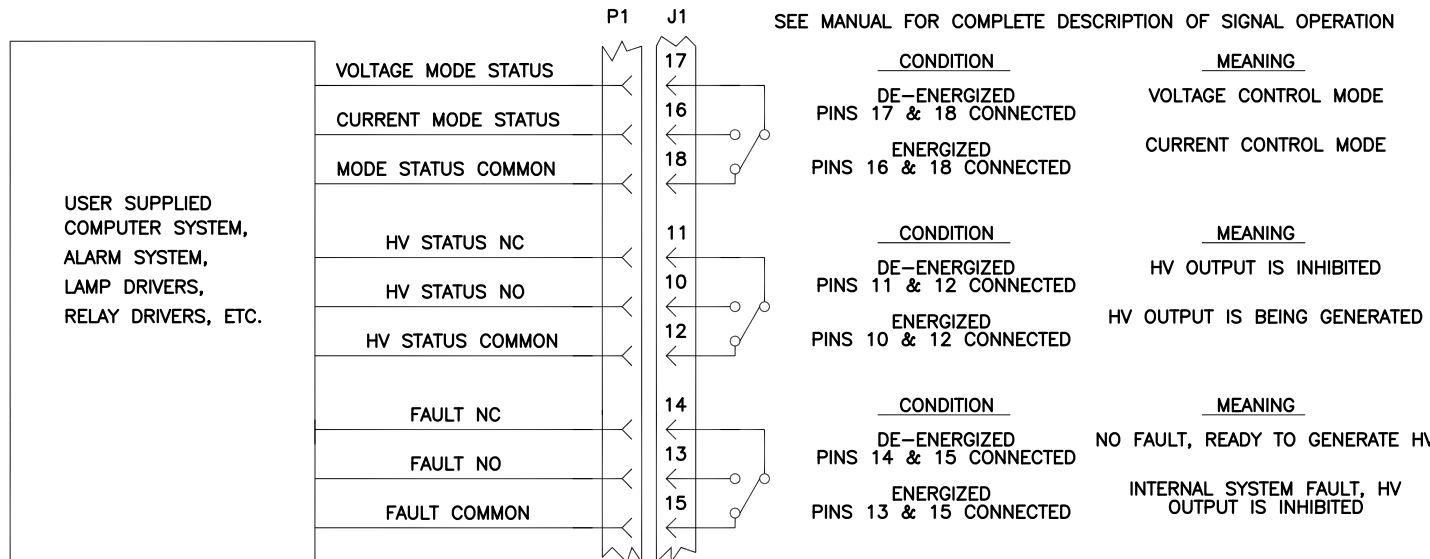 P1 J1 SEE MANUAL FOR COMPLETE DESCRIPTION OF SIGNAL OPERATION
VOLTAGE MODE STATUS 17
CURRENT MODE STATUS 16
MODE STATUS COMMON 18
CONDITION MEANING
DE-ENERGIZED
PINS 17 & 18 CONNECTED
VOLTAGE CONTROL MODE
ENERGIZED
PINS 16 & 18 CONNECTED
CURRENT CONTROL MODE
USER SUPPLIED
COMPUTER SYSTEM,
ALARM SYSTEM,
LAMP DRIVERS,
RELAY DRIVERS, ETC.
HV STATUS NC 11
HV STATUS NO 10
HV STATUS COMMON 12
CONDITION MEANING
DE-ENERGIZED
PINS 11 & 12 CONNECTED
HV OUTPUT IS INHIBITED
ENERGIZED
PINS 10 & 12 CONNECTED
HV OUTPUT IS BEING GENERATED
FAULT NC 14
FAULT NO 13
FAULT COMMON 15
CONDITION MEANING
DE-ENERGIZED
PINS 14 & 15 CONNECTED
NO FAULT, READY TO GENERATE HV
ENERGIZED
PINS 13 & 15 CONNECTED
INTERNAL SYSTEM FAULT, HV
OUTPUT IS INHIBITED